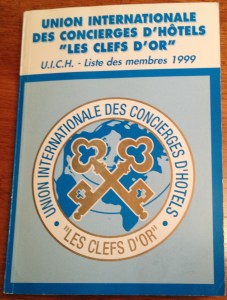 UNION INTERNATIONALE
DES CONCIERGES D'HÔTELS
"LES CLEFS D'OR"
U.I.C.H. - Liste des membres 1999
UNION INTERNATIONALE DES CONCIERGES D'HOTELS
"LES CLEFS D'OR"